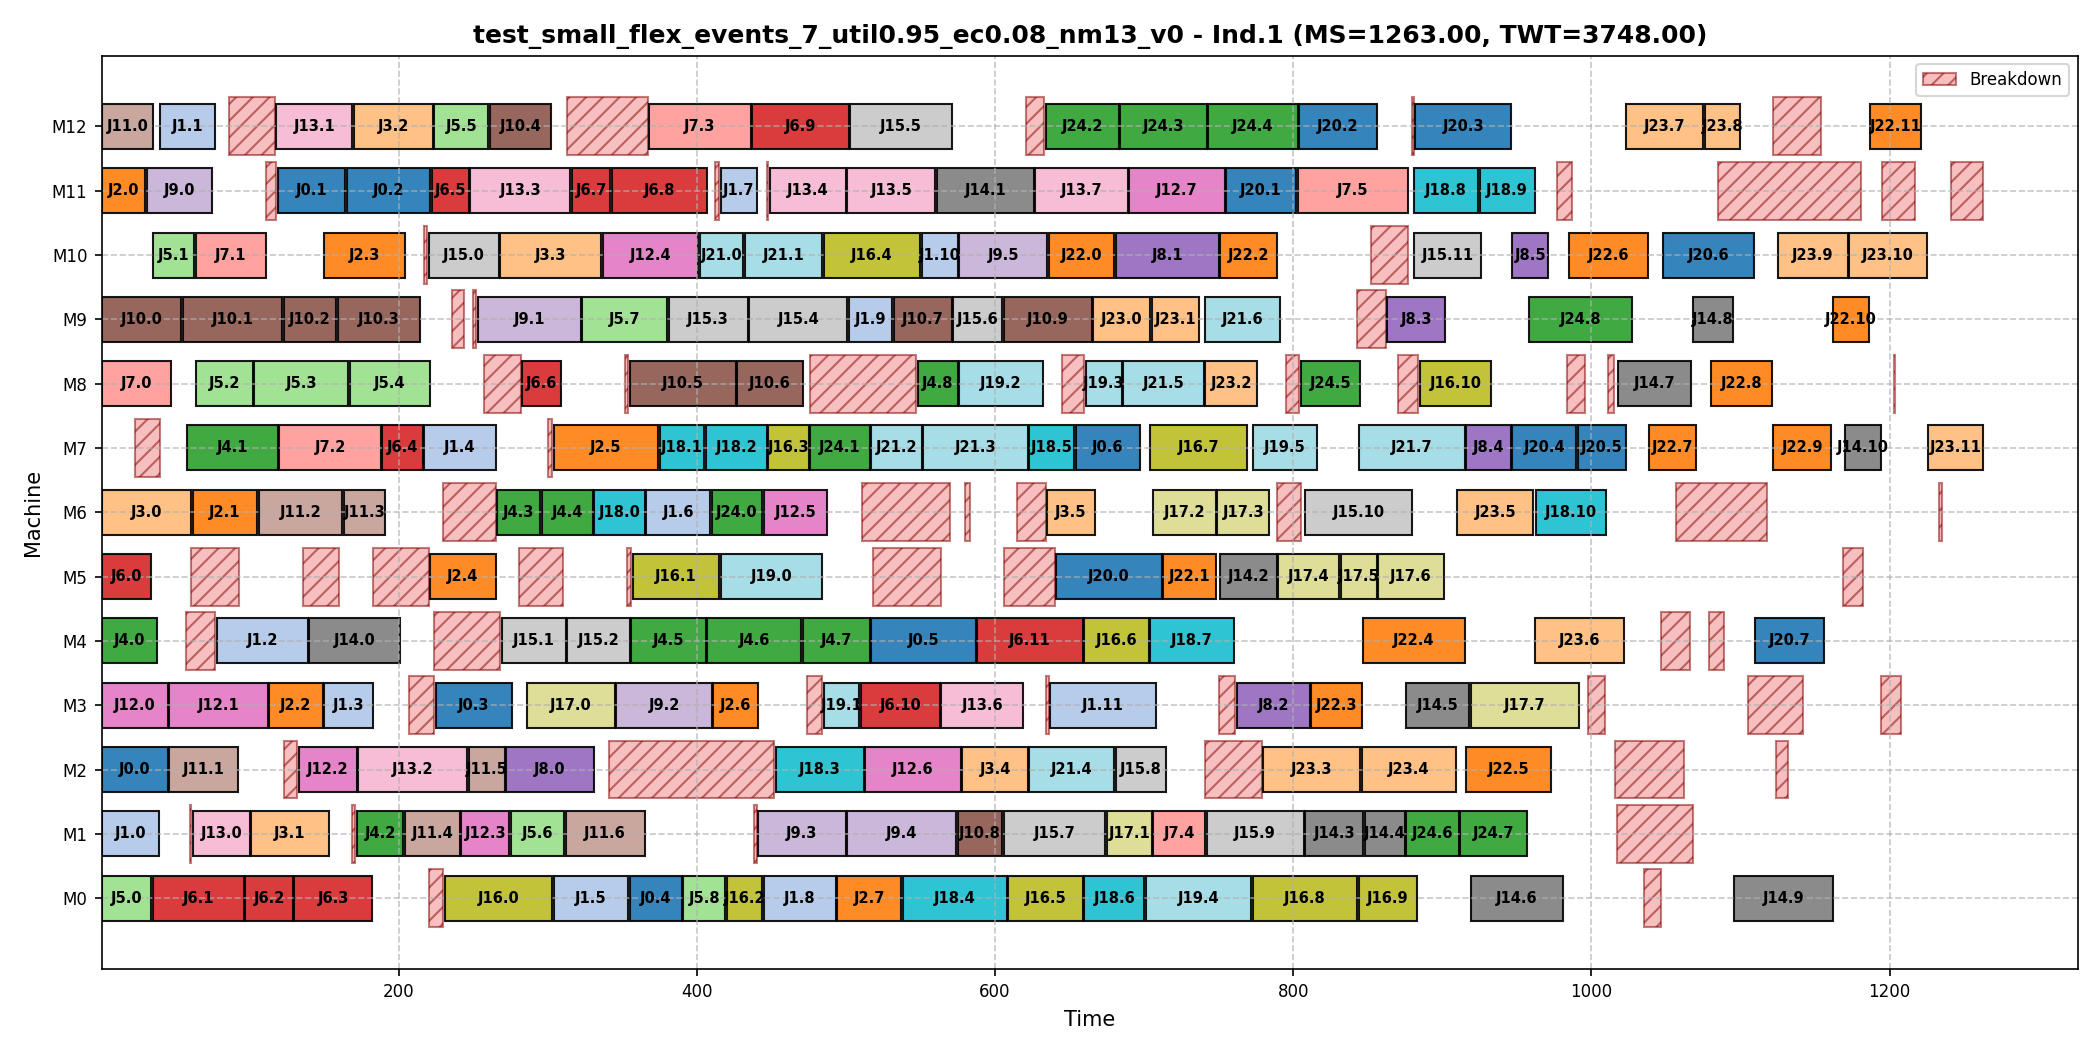 test_small_flex_events_7_util0.95_ec0.08_nm13_v0 - Ind.1 (MS=1263.00, TWT=3748.00)
Breakdown
M12 J11.0 J1.1 J13.1 J3.2 J5.5 J10.4 J7.3 J6.9 J15.5 J24.2 J24.3 J24.4 J20.2 J20.3 J23.7 J23.8 J22.11
M11 J2.0 J9.0 J0.1 J0.2 J6.5 J13.3 J6.7 J6.8 J1.7 J13.4 J13.5 J14.1 J13.7 J12.7 J20.1 J7.5 J18.8 J18.9
M10 J5.1 J7.1 J2.3 J15.0 J3.3 J12.4 J21.0 J21.1 J16.4 J1.10 J9.5 J22.0 J8.1 J22.2 J15.11 J8.5 J22.6 J20.6 J23.9 J23.10
M9 J10.0 J10.1 J10.2 J10.3 J9.1 J5.7 J15.3 J15.4 J1.9 J10.7 J15.6 J10.9 J23.0 J23.1 J21.6 J8.3 J24.8 J14.8 J22.10
M8 J7.0 J5.2 J5.3 J5.4 J6.6 J10.5 J10.6 J4.8 J19.2 J19.3 J21.5 J23.2 J24.5 J16.10 J14.7 J22.8
M7 J4.1 J7.2 J6.4 J1.4 J2.5 J18.1 J18.2 J16.3 J24.1 J21.2 J21.3 J18.5 J0.6 J16.7 J19.5 J21.7 J8.4 J20.4 J20.5 J22.7 J22.9 J14.10 J23.11
M6 J3.0 J2.1 J11.2 J11.3 J4.3 J4.4 J18.0 J1.6 J24.0 J12.5 J3.5 J17.2 J17.3 J15.10 J23.5 J18.10
M5 J6.0 J2.4 J16.1 J19.0 J20.0 J22.1 J14.2 J17.4 J17.5 J17.6
M4 J4.0 J1.2 J14.0 J15.1 J15.2 J4.5 J4.6 J4.7 J0.5 J6.11 J16.6 J18.7 J22.4 J23.6 J20.7
M3 J12.0 J12.1 J2.2 J1.3 J0.3 J17.0 J9.2 J2.6 J19.1 J6.10 J13.6 J1.11 J8.2 J22.3 J14.5 J17.7
M2 J0.0 J11.1 J12.2 J13.2 J11.5 J8.0 J18.3 J12.6 J3.4 J21.4 J15.8 J23.3 J23.4 J22.5
M1 J1.0 J13.0 J3.1 J4.2 J11.4 J12.3 J5.6 J11.6 J9.3 J9.4 J10.8 J15.7 J17.1 J7.4 J15.9 J14.3 J14.4 J24.6 J24.7
M0 J5.0 J6.1 J6.2 J6.3 J16.0 J1.5 J0.4 J5.8 J16.2 J1.8 J2.7 J18.4 J16.5 J18.6 J19.4 J16.8 J16.9 J14.6 J14.9
200 400 600 800 1000 1200
Time
Machine